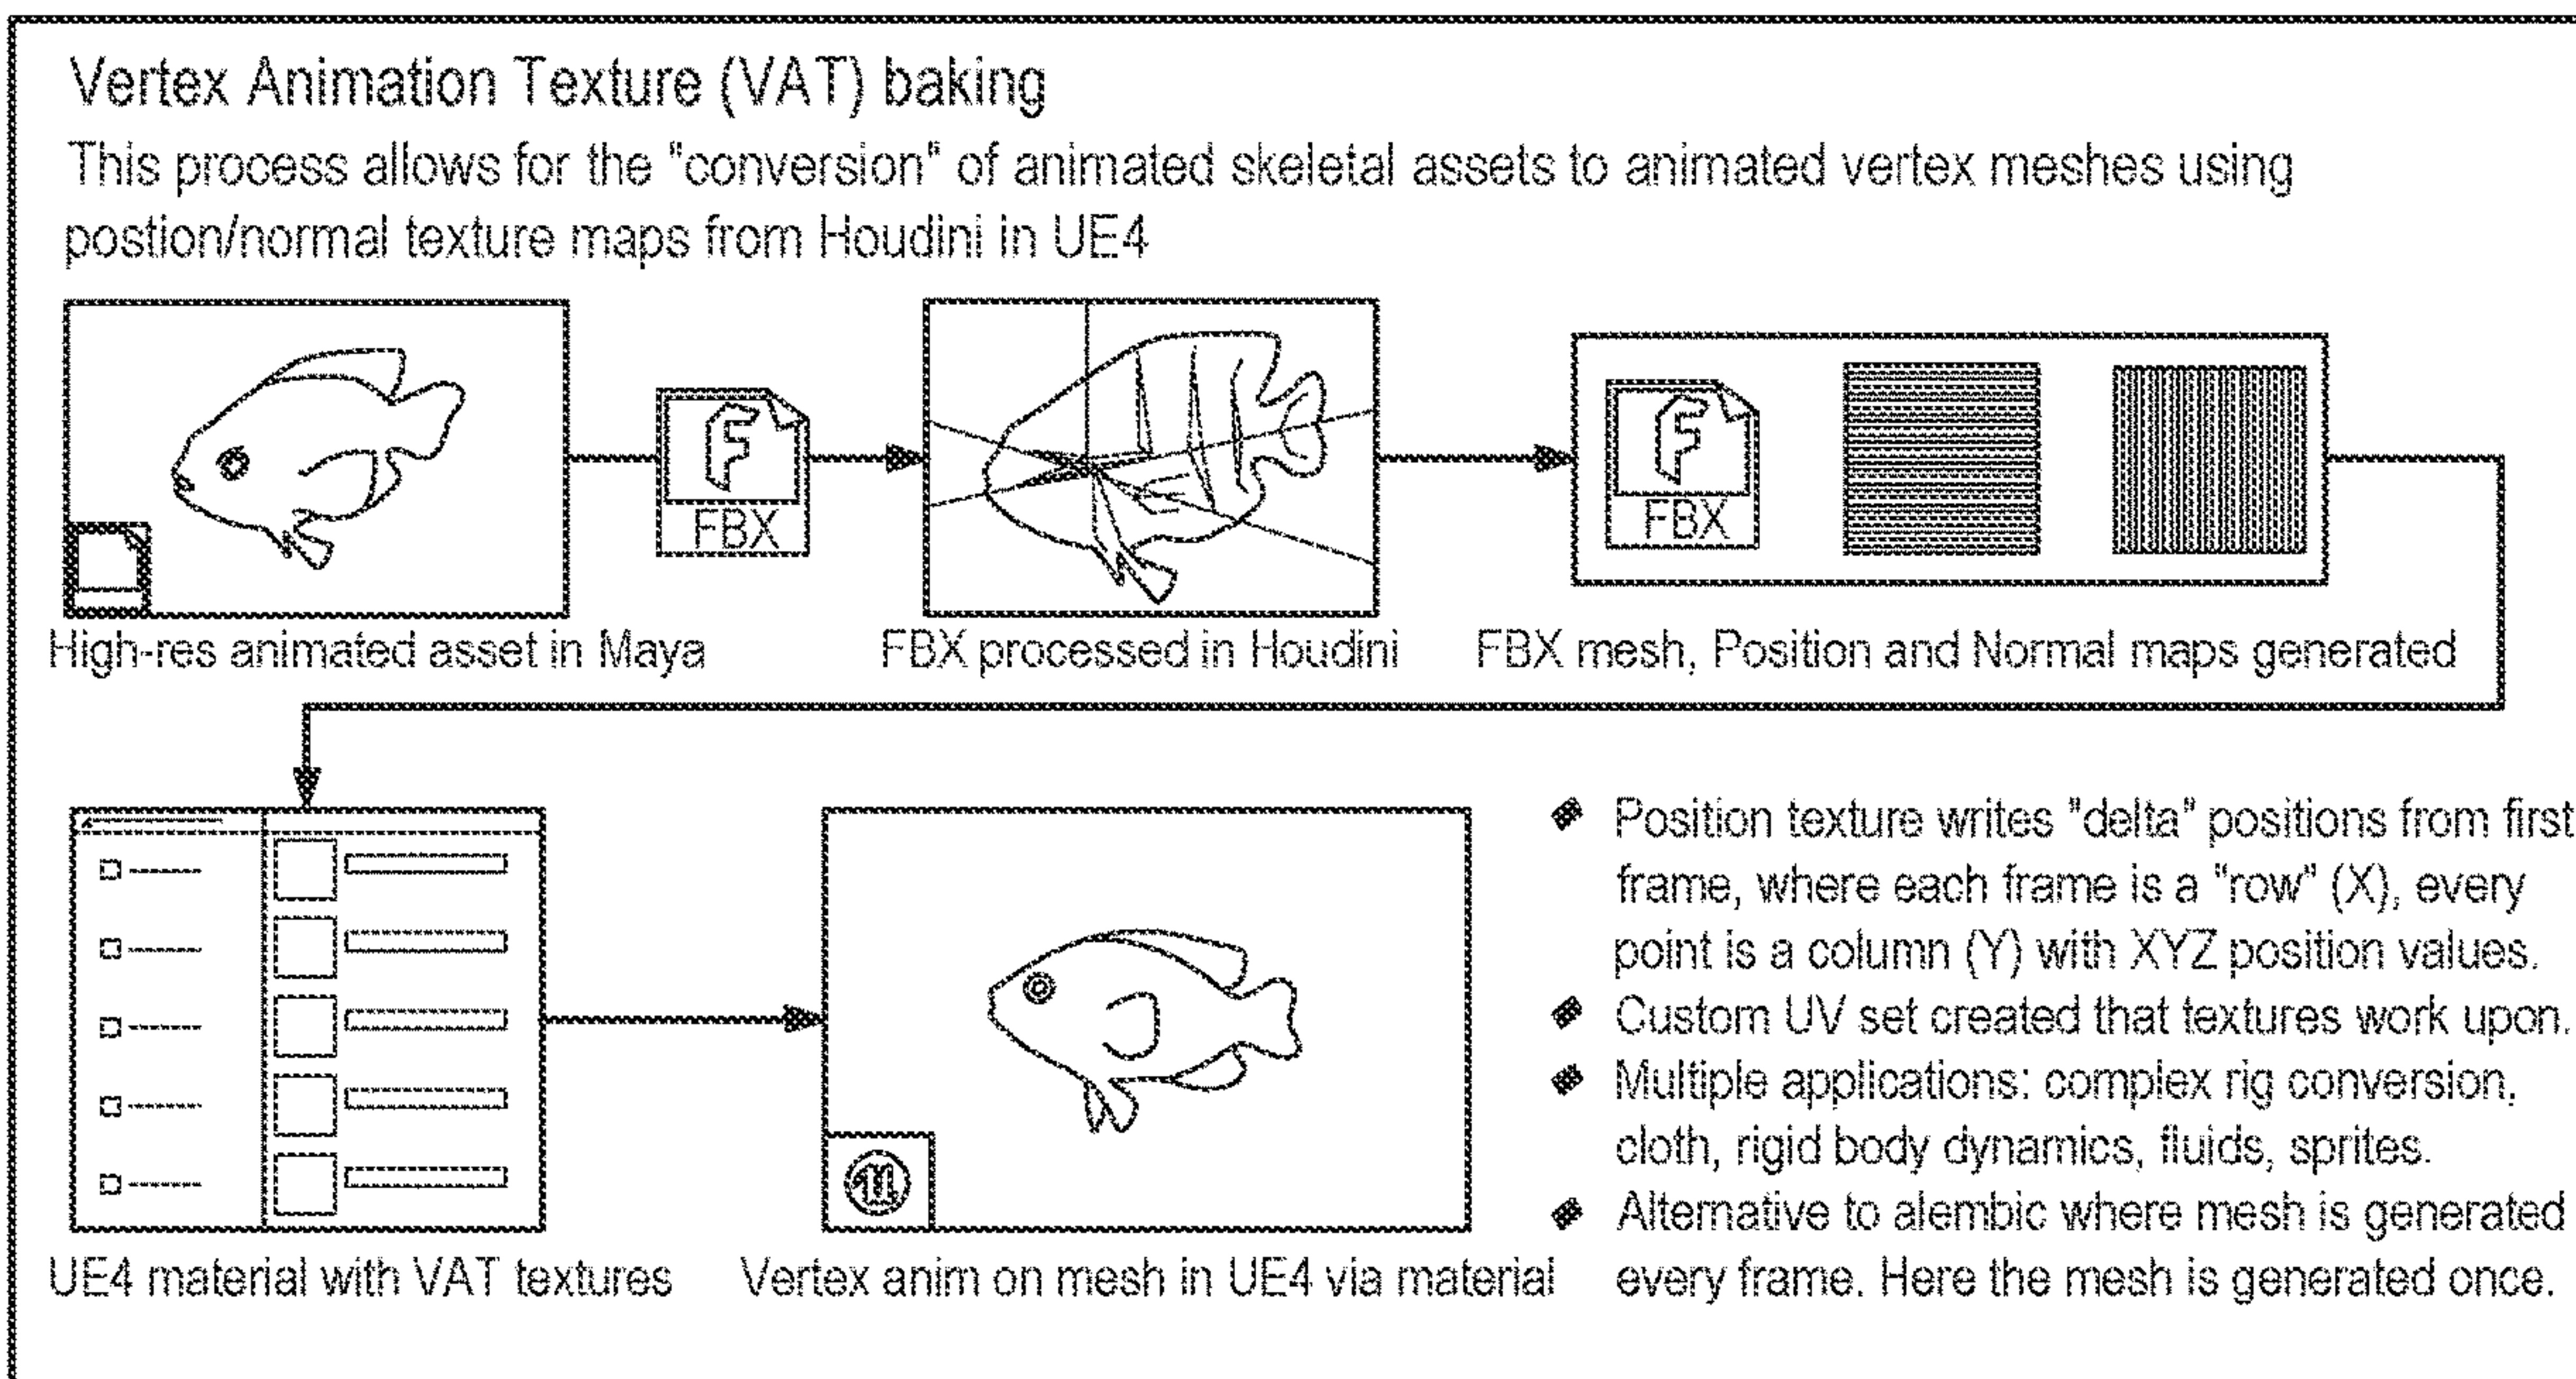 Vertex Animation Texture (VAT) baking
This process allows for the "conversion" of animated skeletal assets to animated vertex meshes using
postion/normal texture maps from Houdini in UE4
FBX
FBX
High-res animated asset in Maya
FBX processed in Houdini
FBX mesh, Position and Normal maps generated
UE4 material with VAT textures
Vertex anim on mesh in UE4 via material
Position texture writes "delta" positions from first
frame, where each frame is a "row" (X), every
point is a column (Y) with XYZ position values.
Custom UV set created that textures work upon.
Multiple applications: complex rig conversion,
cloth, rigid body dynamics, fluids, sprites.
Alternative to alembic where mesh is generated
every frame. Here the mesh is generated once.